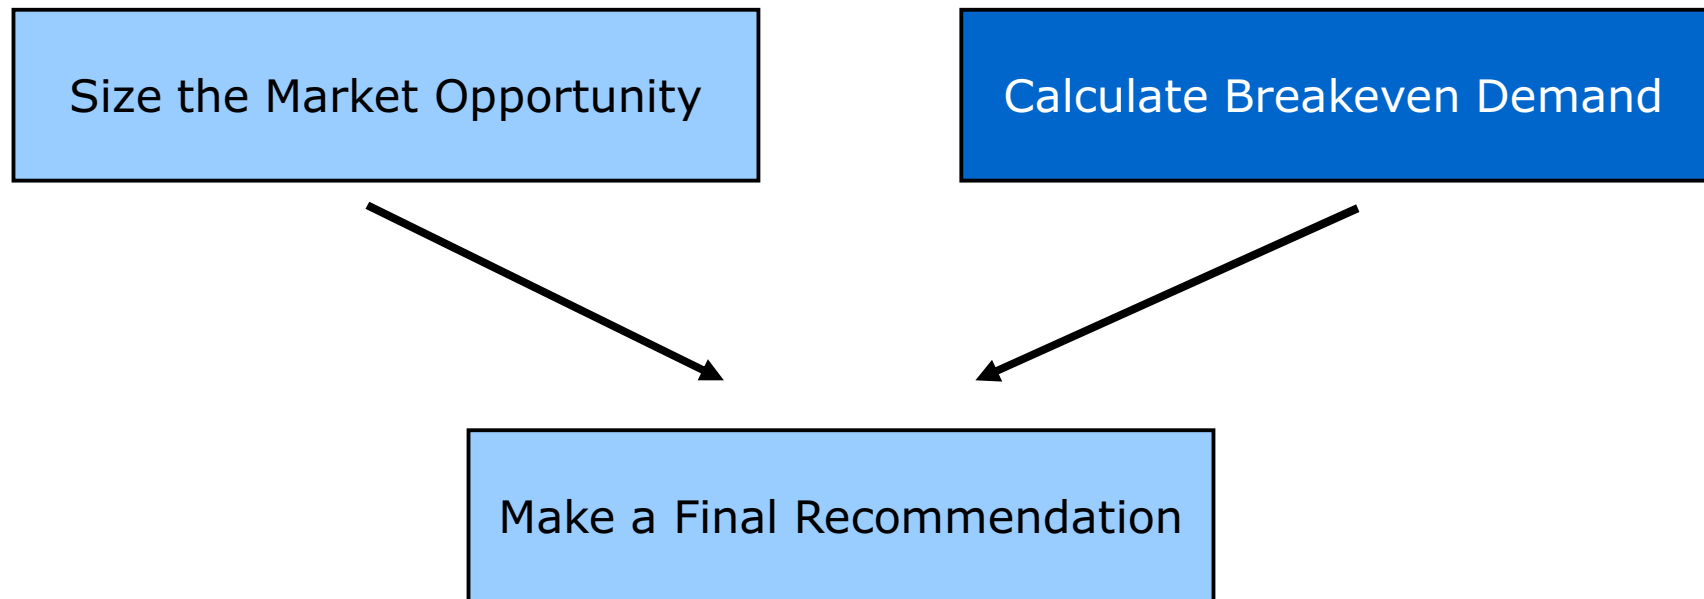 Size the Market Opportunity
Calculate Breakeven Demand
Make a Final Recommendation